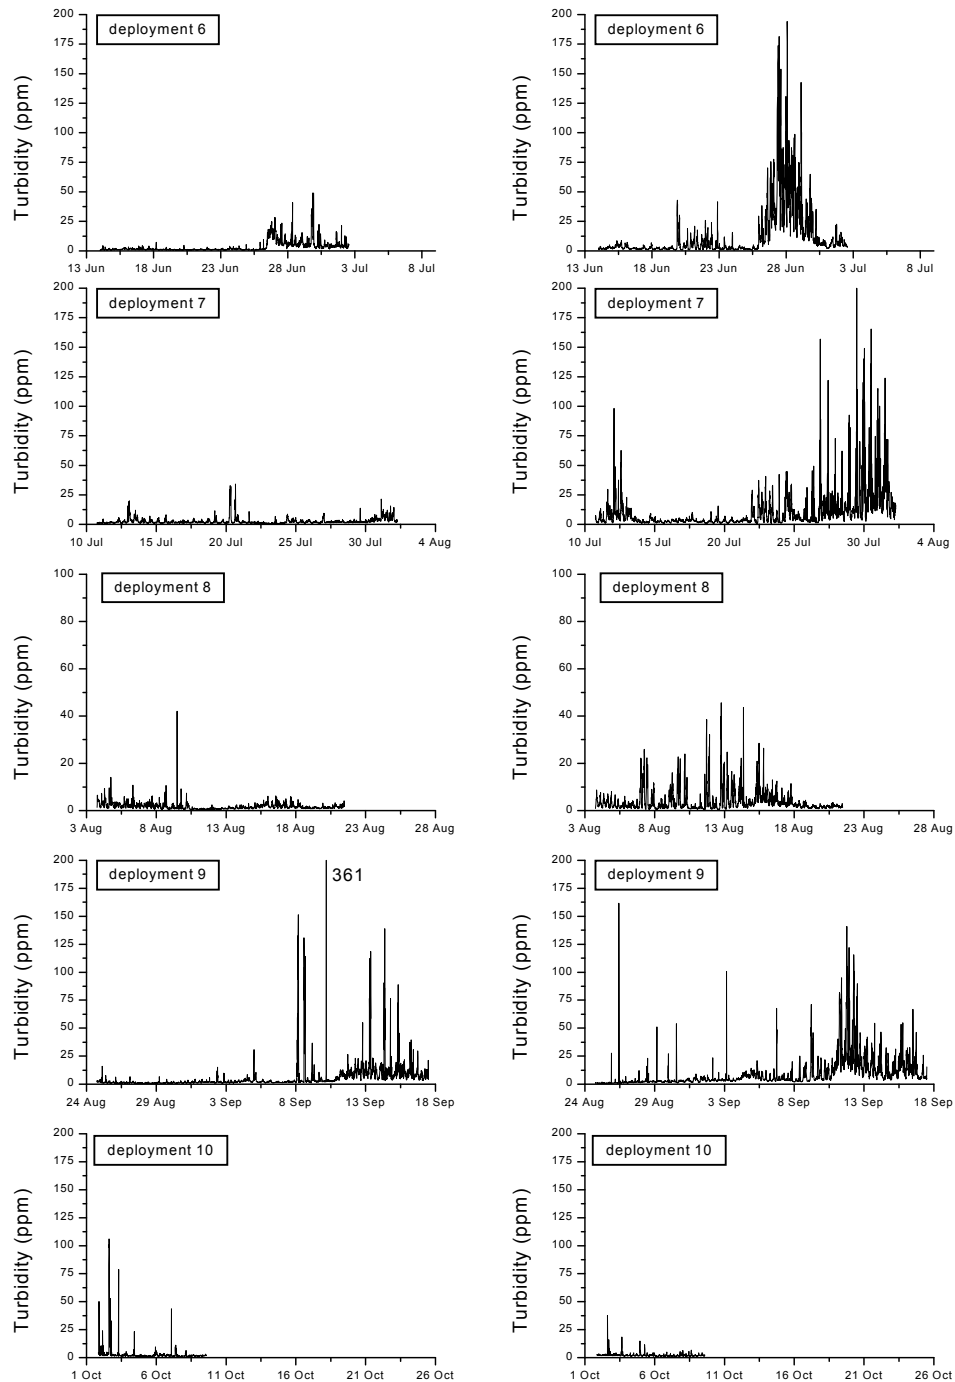 deployment 6
Turbidity (ppm)
200
175
150
125
100
75
50
25
0
13 Jun 18 Jun 23 Jun 28 Jun 3 Jul 8 Jul
deployment 6
Turbidity (ppm)
200
175
150
125
100
75
50
25
0
13 Jun 18 Jun 23 Jun 28 Jun 3 Jul 8 Jul
deployment 7
Turbidity (ppm)
200
175
150
125
100
75
50
25
0
10 Jul 15 Jul 20 Jul 25 Jul 30 Jul 4 Aug
deployment 7
Turbidity (ppm)
200
175
150
125
100
75
50
25
0
10 Jul 15 Jul 20 Jul 25 Jul 30 Jul 4 Aug
deployment 8
Turbidity (ppm)
100
80
60
40
20
0
3 Aug 8 Aug 13 Aug 18 Aug 23 Aug 28 Aug
deployment 8
Turbidity (ppm)
100
80
60
40
20
0
3 Aug 8 Aug 13 Aug 18 Aug 23 Aug 28 Aug
deployment 9
361
Turbidity (ppm)
200
175
150
125
100
75
50
25
0
24 Aug 29 Aug 3 Sep 8 Sep 13 Sep 18 Sep
deployment 9
Turbidity (ppm)
200
175
150
125
100
75
50
25
0
24 Aug 29 Aug 3 Sep 8 Sep 13 Sep 18 Sep
deployment 10
Turbidity (ppm)
200
175
150
125
100
75
50
25
0
1 Oct 6 Oct 11 Oct 16 Oct 21 Oct 26 Oct
deployment 10
Turbidity (ppm)
200
175
150
125
100
75
50
25
0
1 Oct 6 Oct 11 Oct 16 Oct 21 Oct 26 Oct